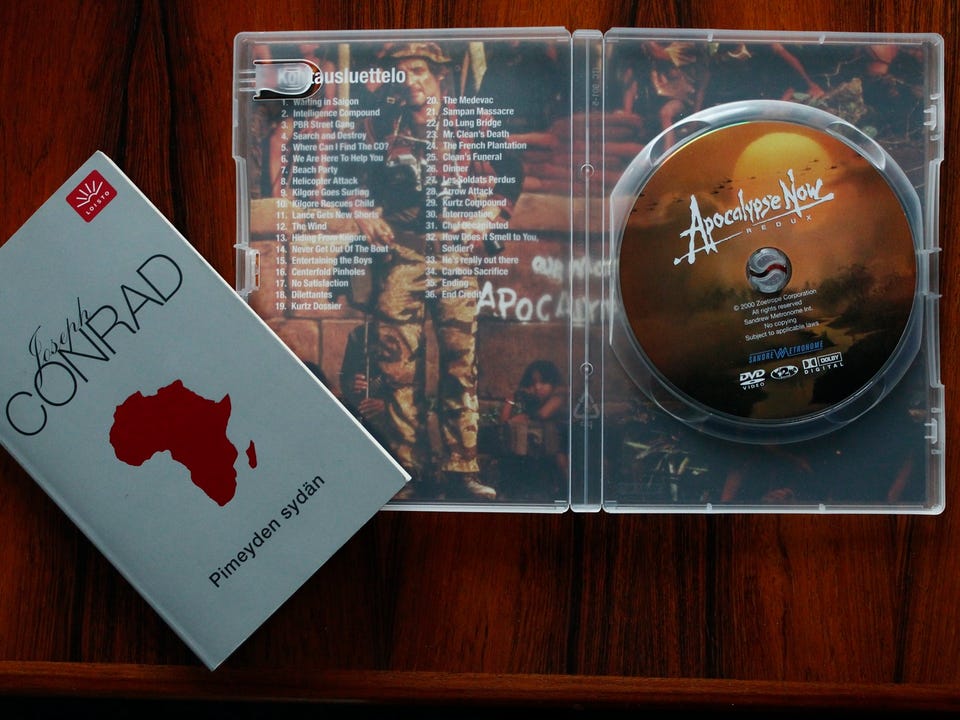 LOISTO
Joseph
CONRAD
Pimeyden sydän
Kohtausluettelo
1. Waiting in Saigon
2. Intelligence Compound
3. PBR Street Gang
4. Search and Destroy
5. Where Can I Find The CO?
6. We Are Here To Help You
7. Beach Party
8. Helicopter Attack
9. Kilgore Goes Surfing
10. Kilgore Rescues Child
11. Lance Gets New Shorts
12. The Wind
13. Hiding From Kilgore
14. Never Get Out Of The Boat
15. Entertaining the Boys
16. Centerfold Pinholes
17. No Satisfaction
18. Dilettantes
19. Kurtz Dossier
20. The Medevac
21. Sampan Massacre
22. Do Lung Bridge
23. Mr. Clean's Death
24. The French Plantation
25. Clean's Funeral
26. Dinner
27. Les Soldats Perdus
28. Arrow Attack
29. Kurtz Compound
30. Interrogation
31. Chef Decapitated
32. How Does it Smell to You,
Soldier?
33. He's really out there
34. Caribou Sacrifice
35. Ending
36. End Credits
OUR MOTTO
APOCALYPSE
Apocalypse Now
REDUX
© 2000 Zoetrope Corporation
All rights reserved
Sandrew Metronome Int.
No copying
Subject to applicable laws
SANDREW METRONOME
DVD
VIDEO
DOLBY
DIGITAL